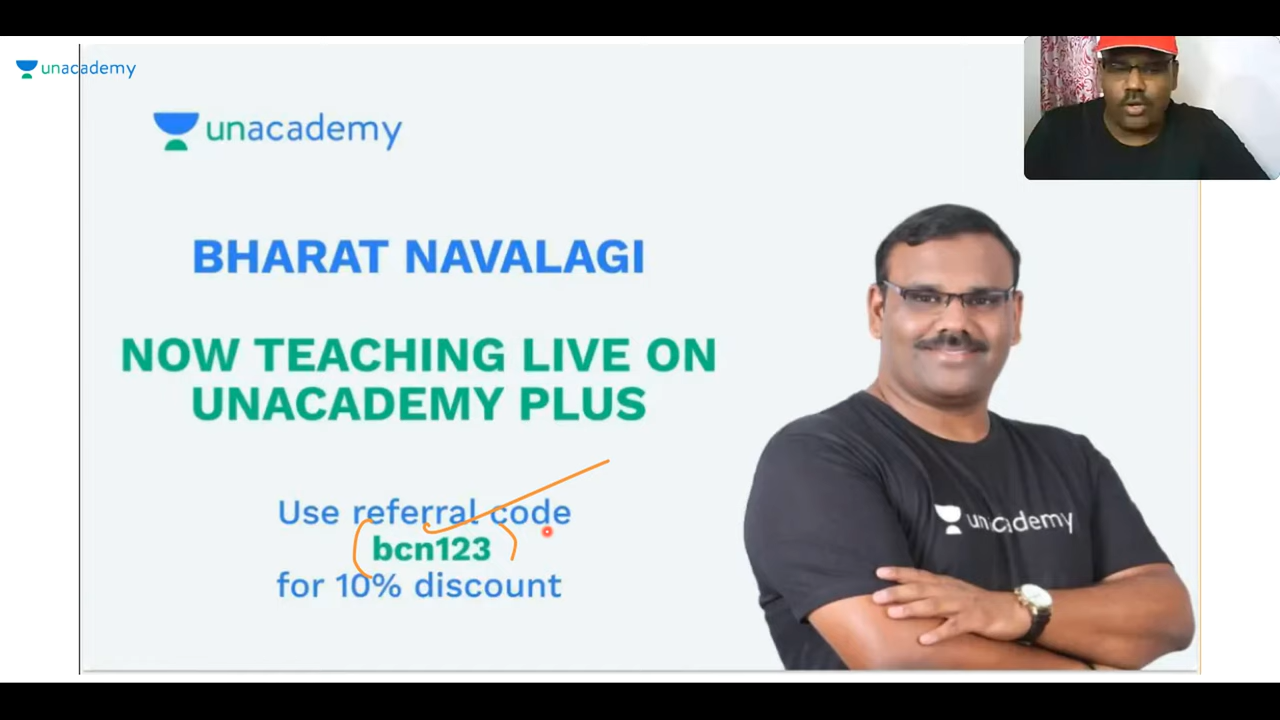 unacademy
unacademy
BHARAT NAVALAGI
NOW TEACHING LIVE ON
UNACADEMY PLUS
Use referral code
bcn123
for 10% discount
unacademy